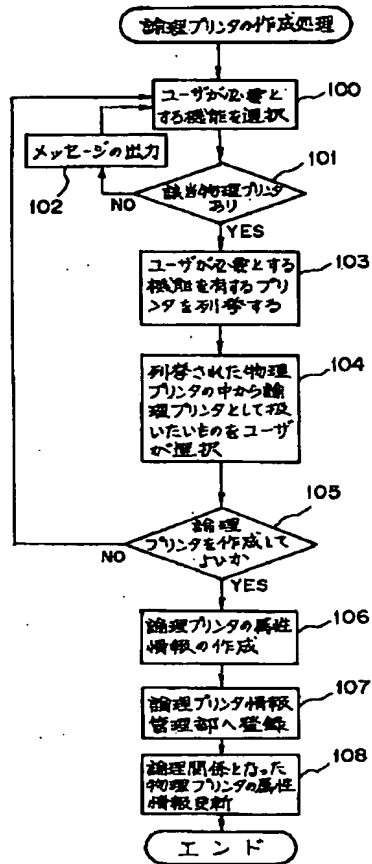 論理プリンタの作成処理
ユーザが必要と
する機能を選択
100
メッセージの出力
102
該当物理プリンタ
あり
101
NO
YES
ユーザが必要とする
機能を有するプリ
ンタを列挙する
103
列挙された物理
プリンタの中から論
理プリンタとして扱
いたいものをユーザ
が選択
104
論理
プリンタを作成して
よいか
105
NO
YES
論理プリンタの属性
情報の作成
106
論理プリンタ情報
管理部へ登録
107
論理関係となった
物理プリンタの属性
情報更新
108
エンド